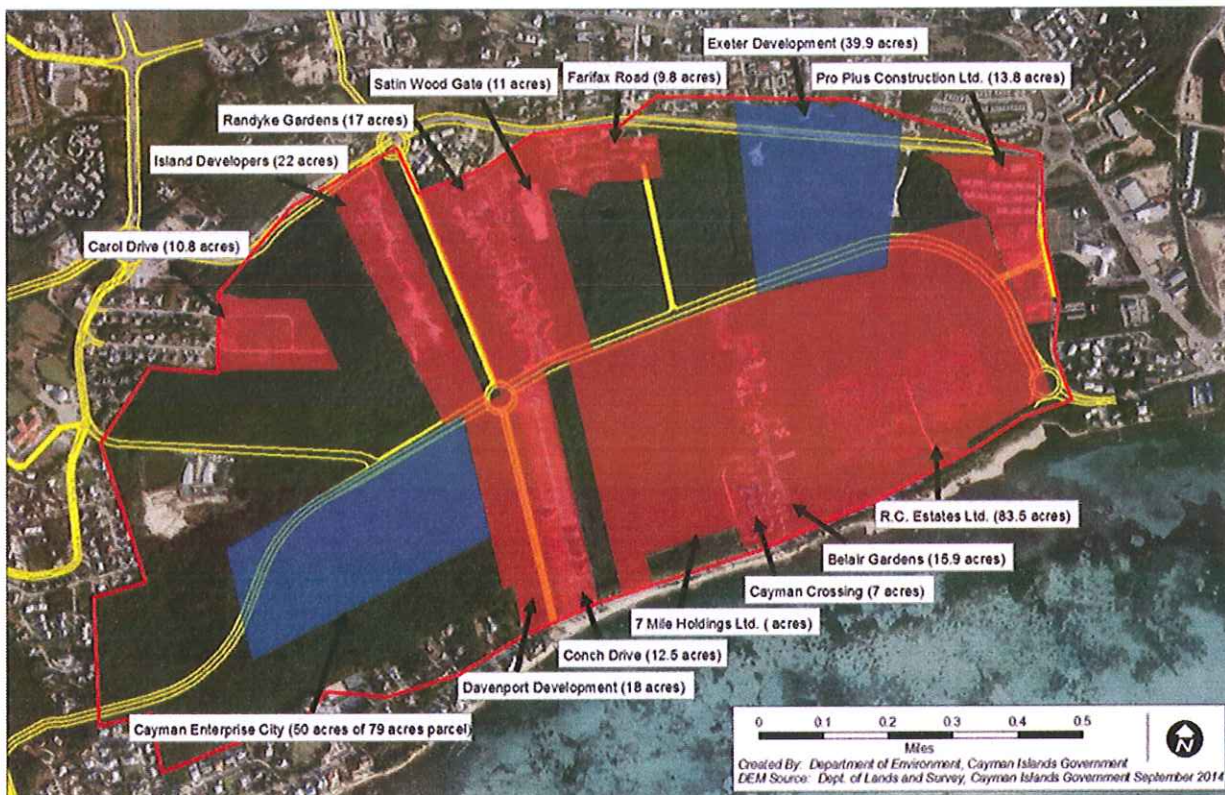 Exeter Development (39.9 acres)
Satin Wood Gate (11 acres)
Farifax Road (9.8 acres)
Pro Plus Construction Ltd. (13.8 acres)
Randyke Gardens (17 acres)
Island Developers (22 acres)
Carol Drive (10.8 acres)
R.C. Estates Ltd. (83.5 acres)
Belair Gardens (15.9 acres)
Cayman Crossing (7 acres)
7 Mile Holdings Ltd. ( acres)
Conch Drive (12.5 acres)
Davenport Development (18 acres)
Cayman Enterprise City (50 acres of 79 acres parcel)
0 0.1 0.2 0.3 0.4 0.5
Miles
N
Created By: Department of Environment, Cayman Islands Government
DEM Source: Dept. of Lands and Survey, Cayman Islands Government September 2014